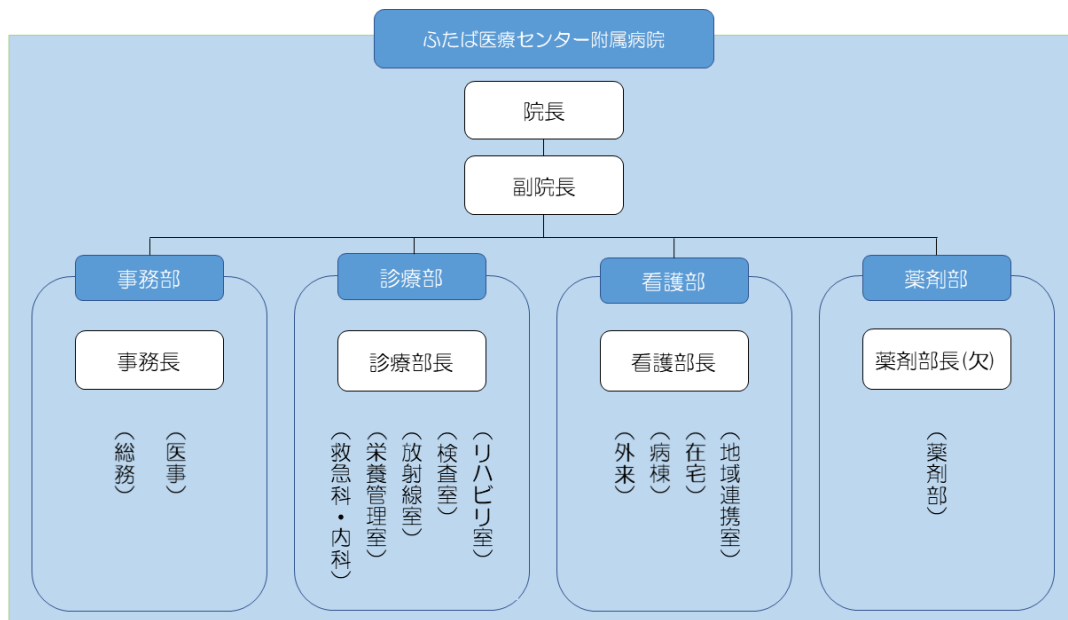 ふたば医療センター附属病院
院長
副院長
事務部
診療部
看護部
薬剤部
事務長
診療部長
看護部長
薬剤部長(欠)
(医事)
(総務)
(リハビリ室)
(検査室)
(放射線室)
(栄養管理室)
(救急科・内科)
(地域連携室)
(在宅)
(病棟)
(外来)
(薬剤部)